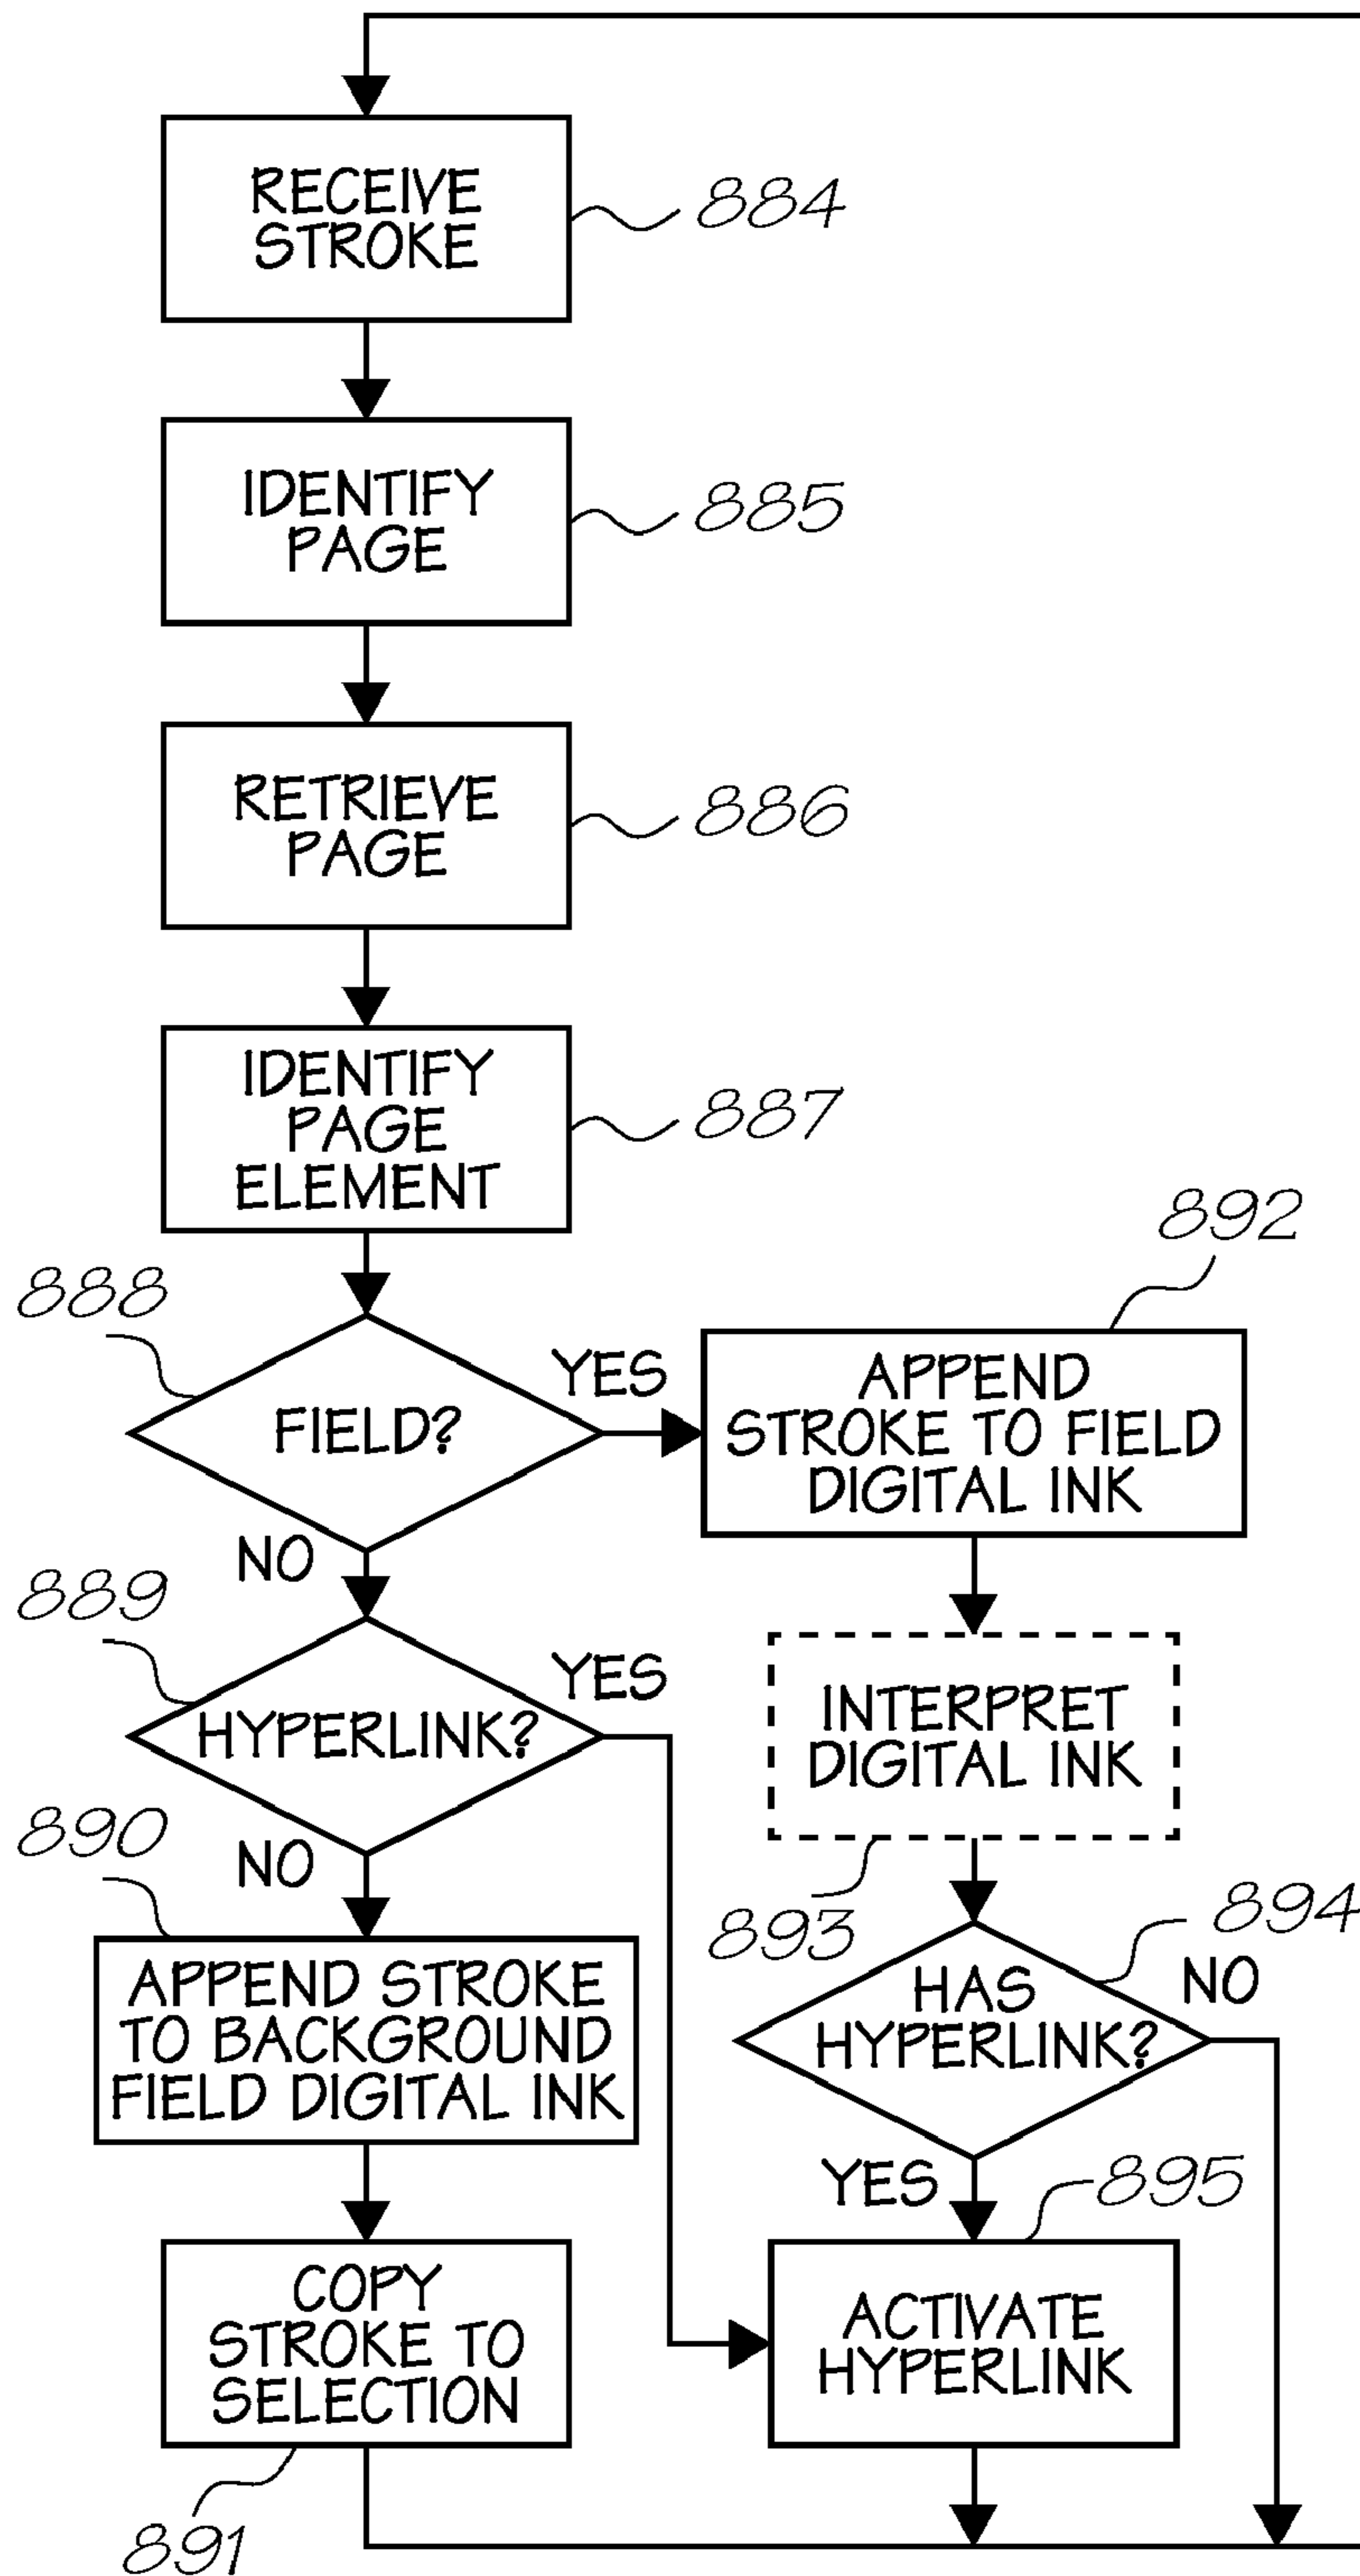 RECEIVE
STROKE
884
IDENTIFY
PAGE
885
RETRIEVE
PAGE
886
IDENTIFY
PAGE
ELEMENT
887
888
FIELD?
YES
NO
892
APPEND
STROKE TO FIELD
DIGITAL INK
889
HYPERLINK?
YES
NO
INTERPRET
DIGITAL INK
893
890
APPEND STROKE
TO BACKGROUND
FIELD DIGITAL INK
894
HAS
HYPERLINK?
NO
YES
895
COPY
STROKE TO
SELECTION
891
ACTIVATE
HYPERLINK